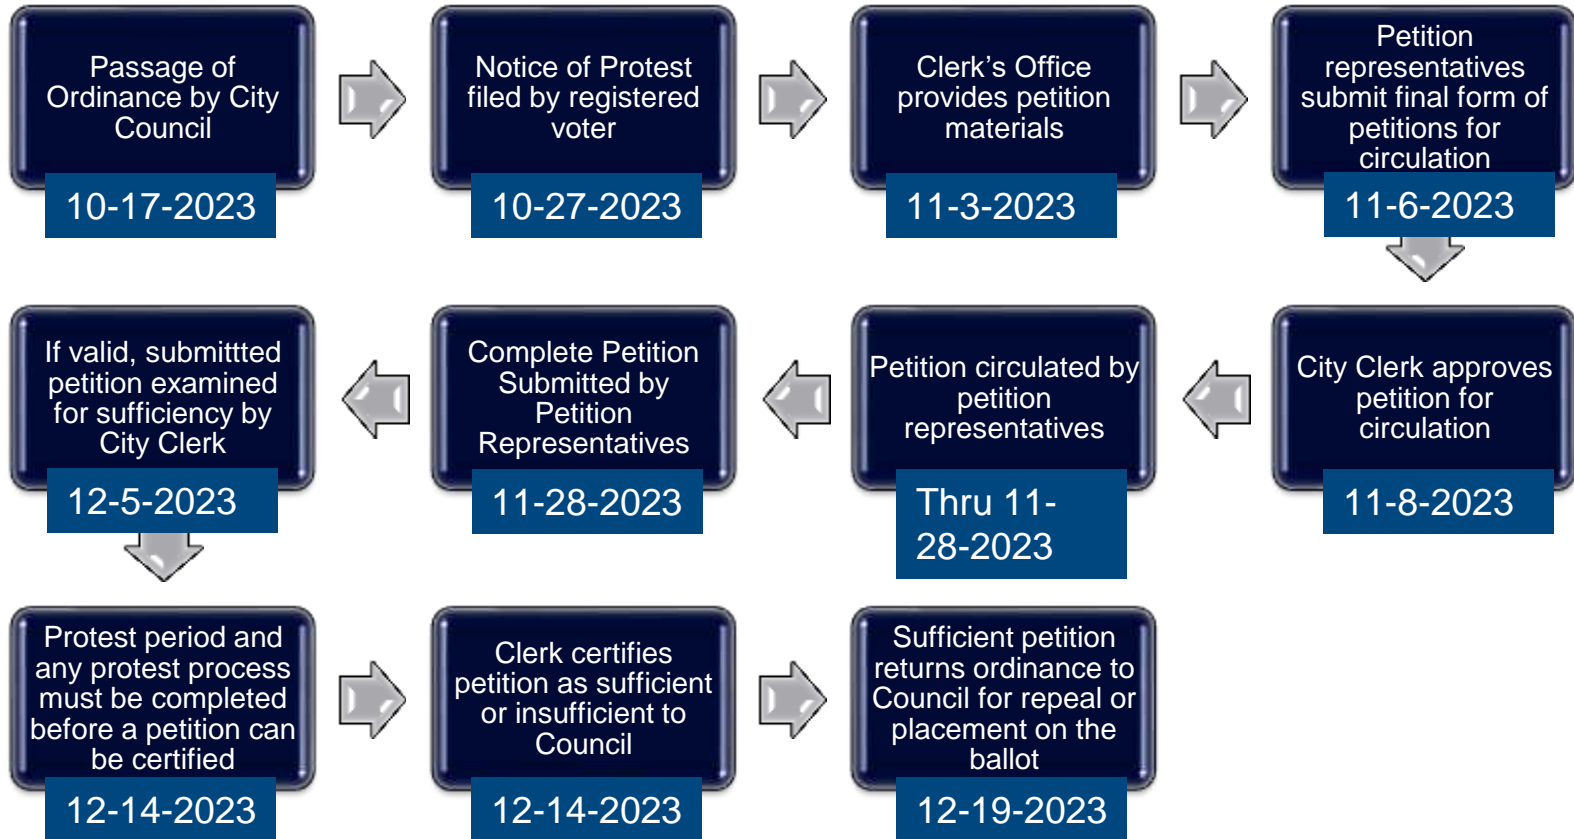 Passage of
Ordinance by City
Council
10-17-2023
Notice of Protest
filed by registered
voter
10-27-2023
Clerk's Office
provides petition
materials
11-3-2023
Petition
representatives
submit final form of
petitions for
circulation
11-6-2023
City Clerk approves
petition for
circulation
11-8-2023
Petition circulated by
petition
representatives
Thru 11-
28-2023
Complete Petition
Submitted by
Petition
Representatives
11-28-2023
If valid, submittted
petition examined
for sufficiency by
City Clerk
12-5-2023
Protest period and
any protest process
must be completed
before a petition can
be certified
12-14-2023
Clerk certifies
petition as sufficient
or insufficient to
Council
12-14-2023
Sufficient petition
returns ordinance to
Council for repeal or
placement on the
ballot
12-19-2023